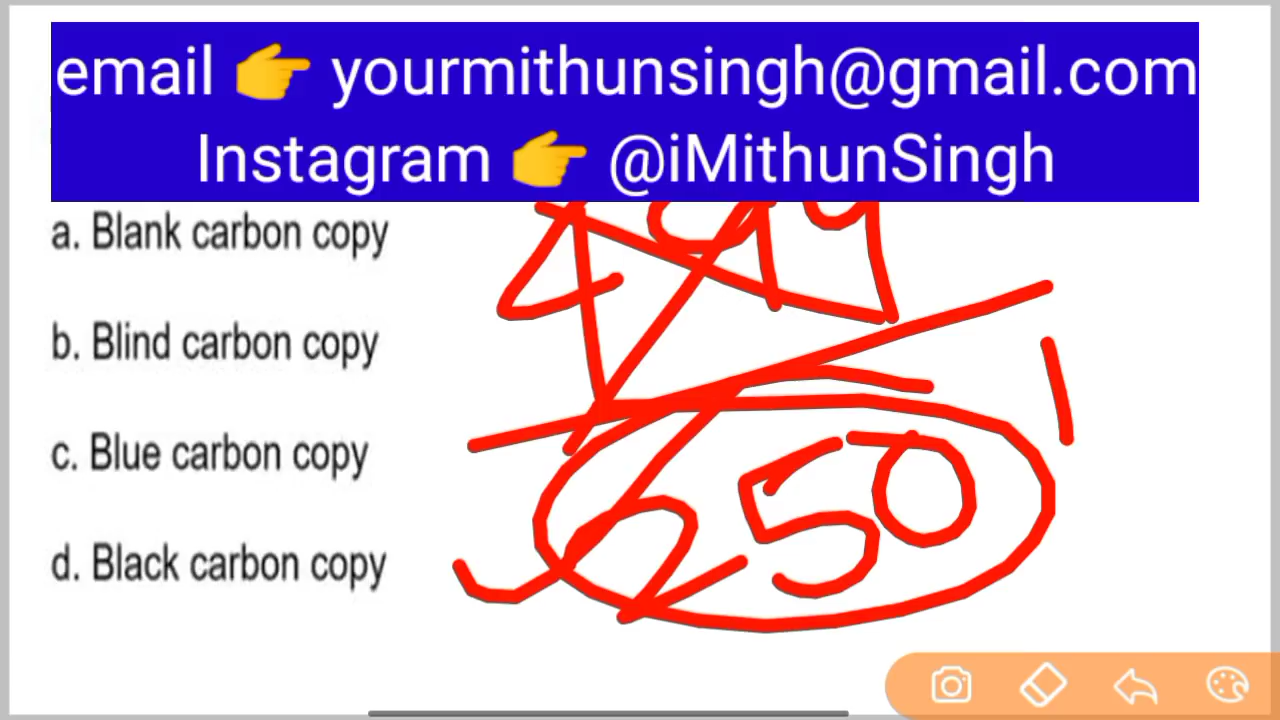 email 👉 yourmithunsingh@gmail.com
Instagram 👉 @iMithunSingh
a. Blank carbon copy
b. Blind carbon copy
c. Blue carbon copy
d. Black carbon copy
250